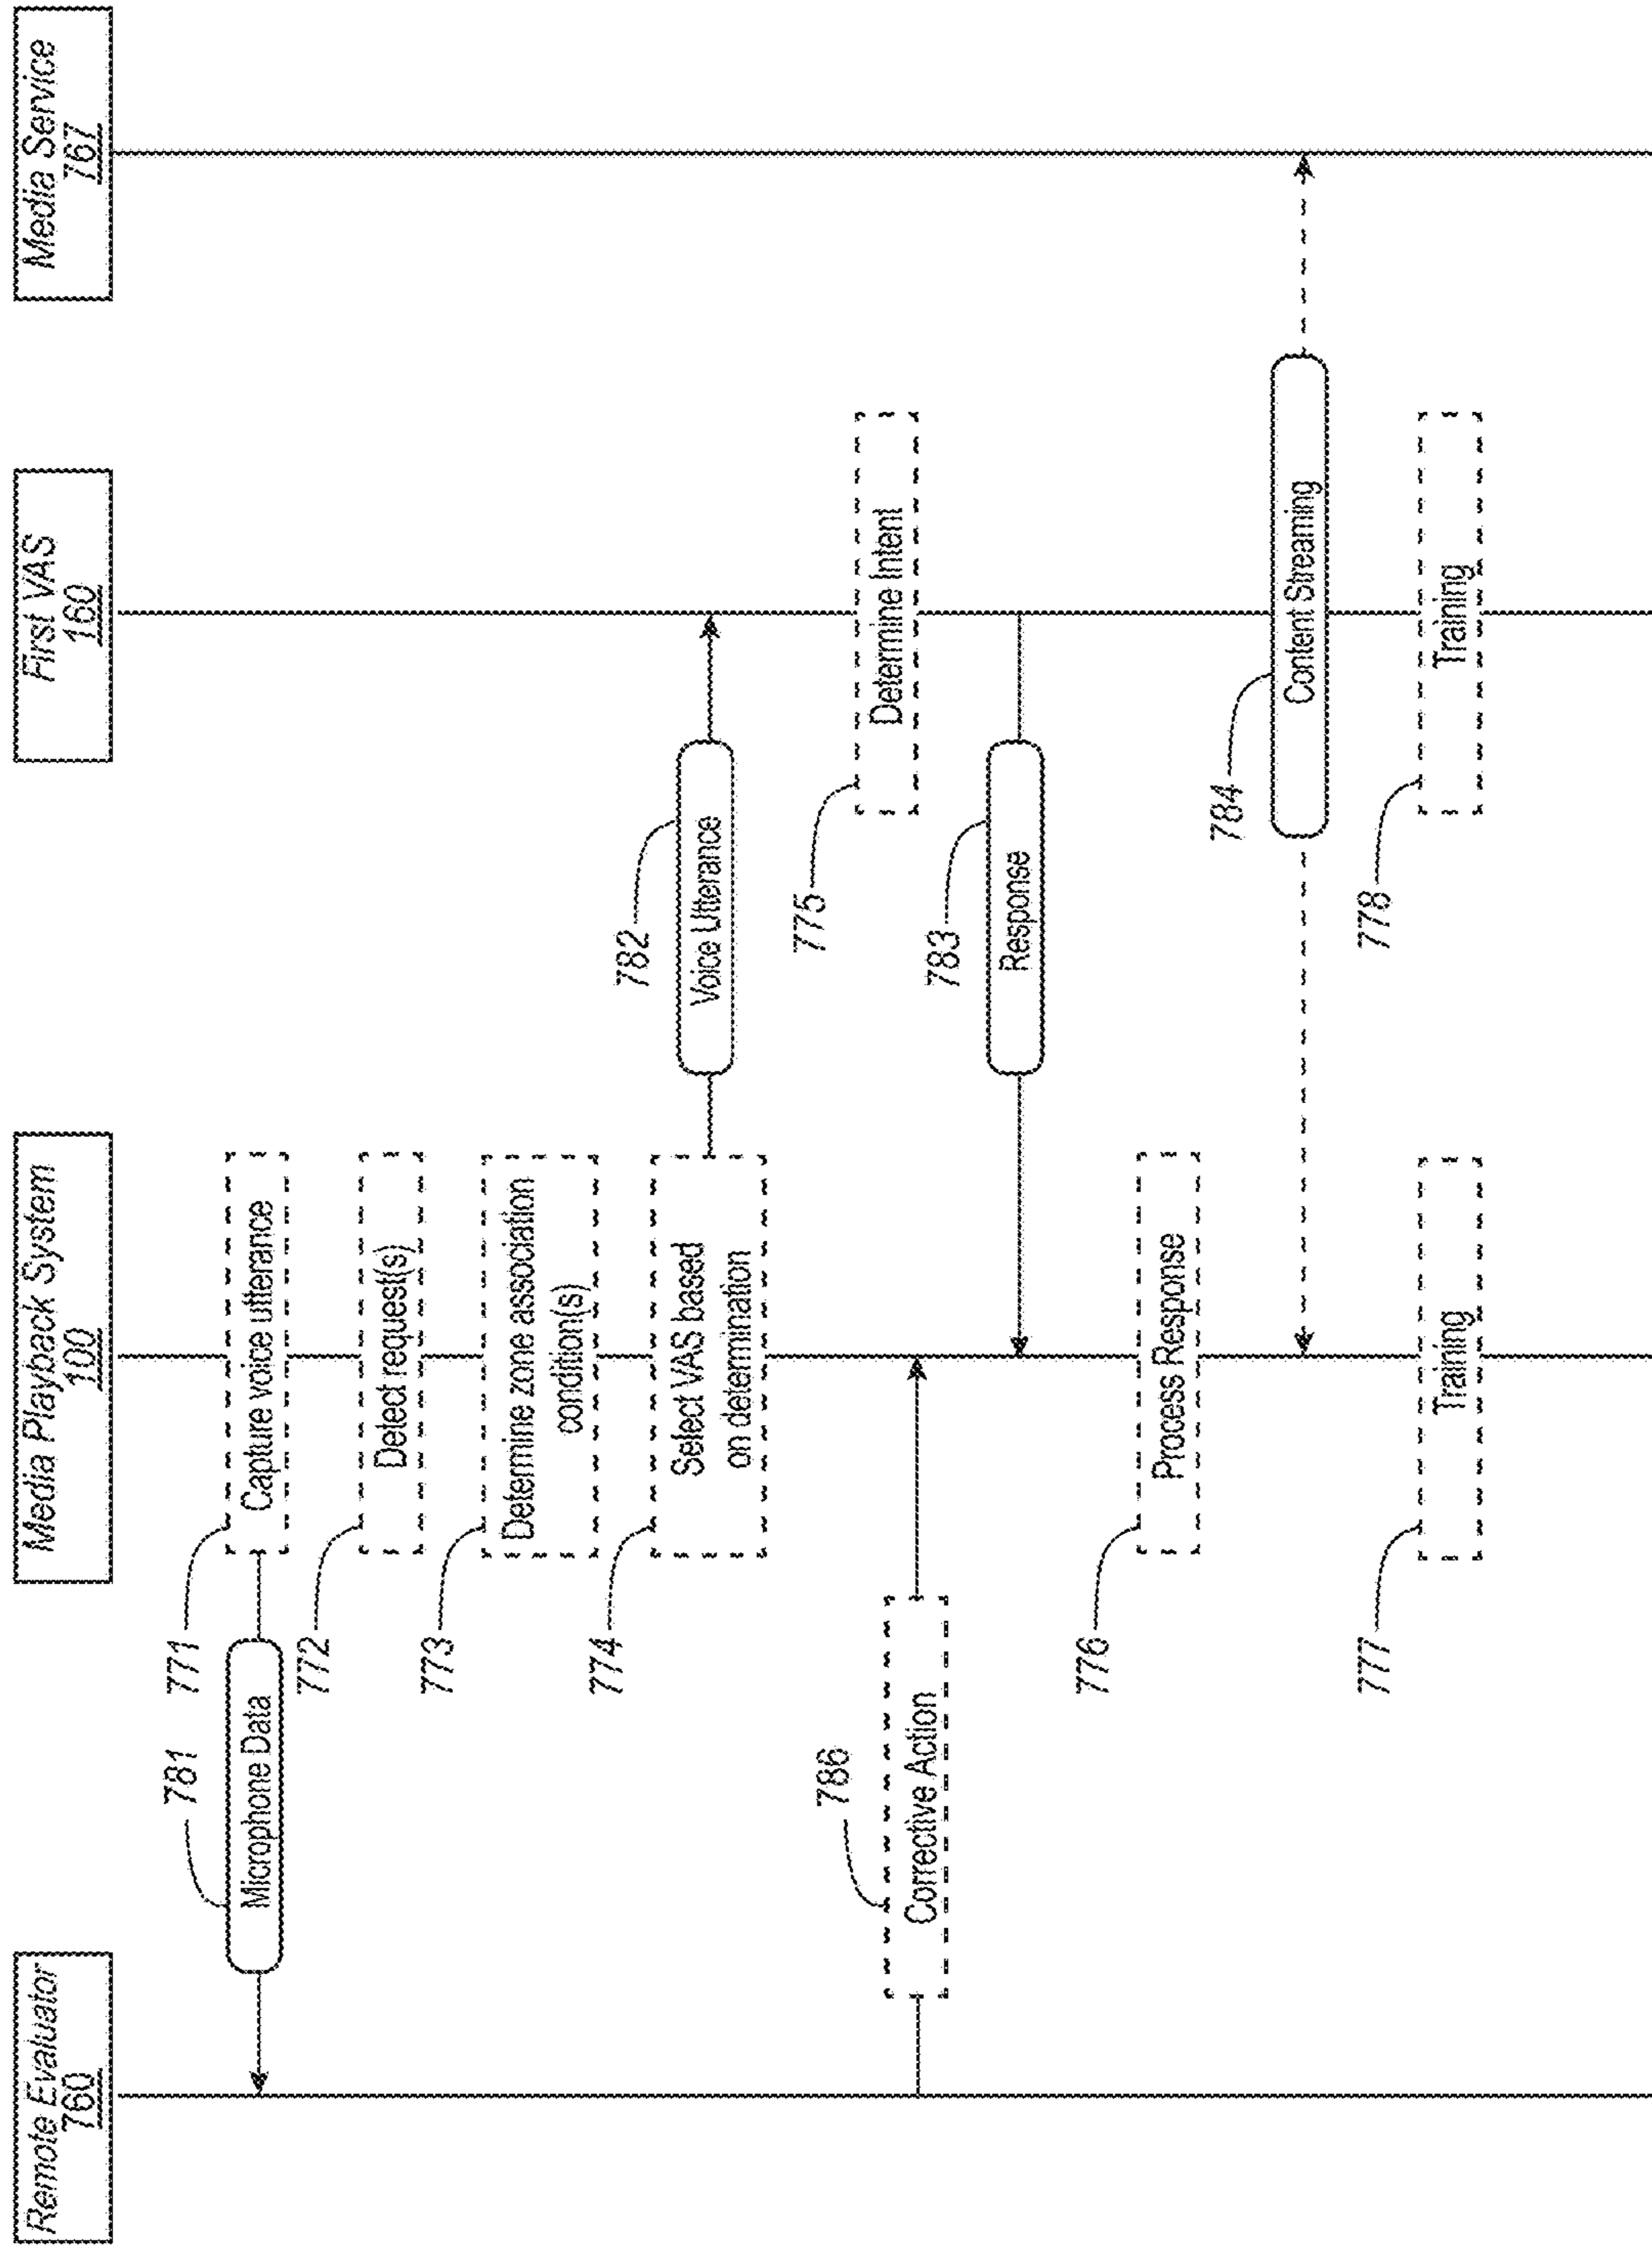 Remote Evaluator
760
Media Playback System
100
First VAS
160
Media Service
767
781
Microphone Data
771
Capture voice utterance
772
Detect request(s)
773
Determine zone association
condition(s)
774
Select VAS based
on determination
782
Voice Utterance
786
Corrective Action
775
Determine Intent
783
Response
776
Process Response
784
Content Streaming
777
Training
778
Training